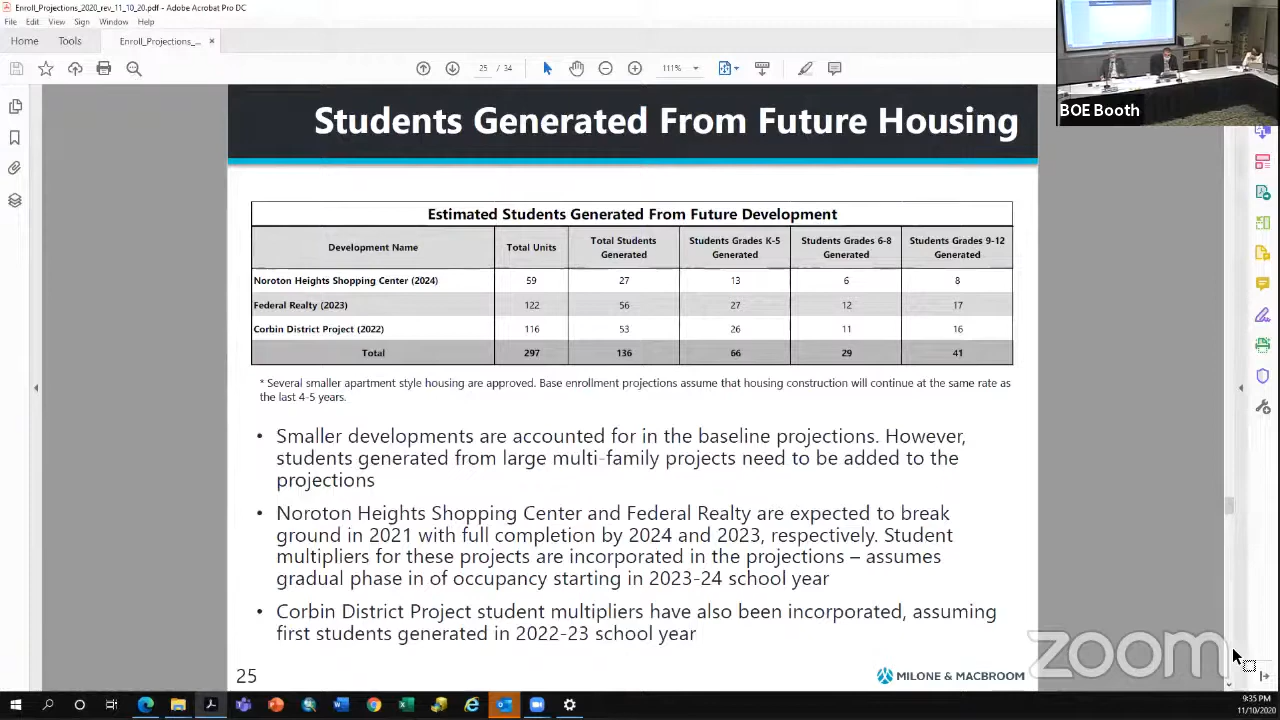 Enroll_Projections_2020_rev_11_10_20.pdf - Adobe Acrobat Pro DC
File Edit View Sign Window Help
Home Tools Enroll_Projections_... ×
25 / 34 111%
BOE Booth
Students Generated From Future Housing
Estimated Students Generated From Future Development
Development Name Total Units Total Students Generated Students Grades K-5 Generated Students Grades 6-8 Generated Students Grades 9-12 Generated
Noroton Heights Shopping Center (2024) 59 27 13 6 8
Federal Realty (2023) 122 56 27 12 17
Corbin District Project (2022) 116 53 26 11 16
Total 297 136 66 29 41
* Several smaller apartment style housing are approved. Base enrollment projections assume that housing construction will continue at the same rate as
the last 4-5 years.
• Smaller developments are accounted for in the baseline projections. However,
students generated from large multi-family projects need to be added to the
projections
• Noroton Heights Shopping Center and Federal Realty are expected to break
ground in 2021 with full completion by 2024 and 2023, respectively. Student
multipliers for these projects are incorporated in the projections – assumes
gradual phase in of occupancy starting in 2023-24 school year
• Corbin District Project student multipliers have also been incorporated, assuming
first students generated in 2022-23 school year
25 MILONE & MACBROOM
zoom
9:35 PM
11/10/2020